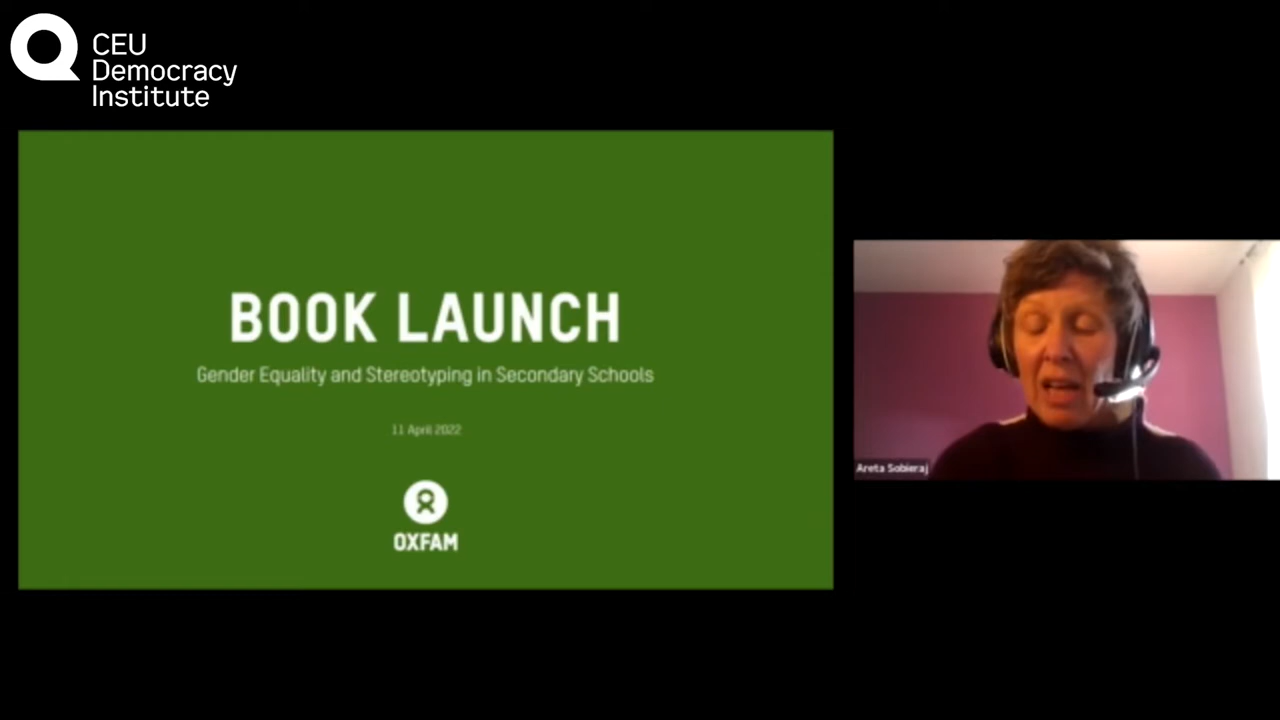 CEU
Democracy
Institute
BOOK LAUNCH
Gender Equality and Stereotyping in Secondary Schools
11 April 2022
OXFAM
Areta Sobieraj